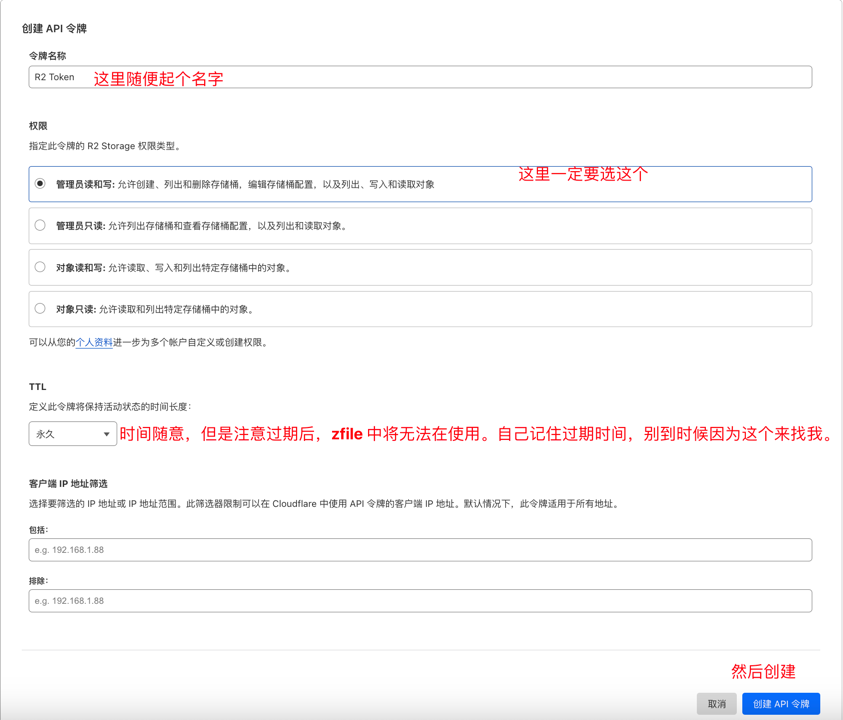 创建 API 令牌
令牌名称
R2 Token 这里随便起个名字
权限
指定此令牌的 R2 Storage 权限类型。
这里一定要选这个
管理员读和写: 允许创建、列出和删除存储桶，编辑存储桶配置，以及列出、写入和读取对象
管理员只读: 允许列出存储桶和查看存储桶配置，以及列出和读取对象。
对象读和写: 允许读取、写入和列出特定存储桶中的对象。
对象只读: 允许读取和列出特定存储桶中的对象。
可以从您的个人资料进一步为多个帐户自定义或创建权限。
TTL
定义此令牌将保持活动状态的时间长度：
永久 时间随意，但是注意过期后，zfile 中将无法在使用。自己记住过期时间，别到时候因为这个来找我。
客户端 IP 地址筛选
选择要筛选的 IP 地址或 IP 地址范围。此筛选器限制可以在 Cloudflare 中使用 API 令牌的客户端 IP 地址。默认情况下，此令牌适用于所有地址。
包括：
e.g. 192.168.1.88
排除：
e.g. 192.168.1.88
然后创建
取消 创建 API 令牌